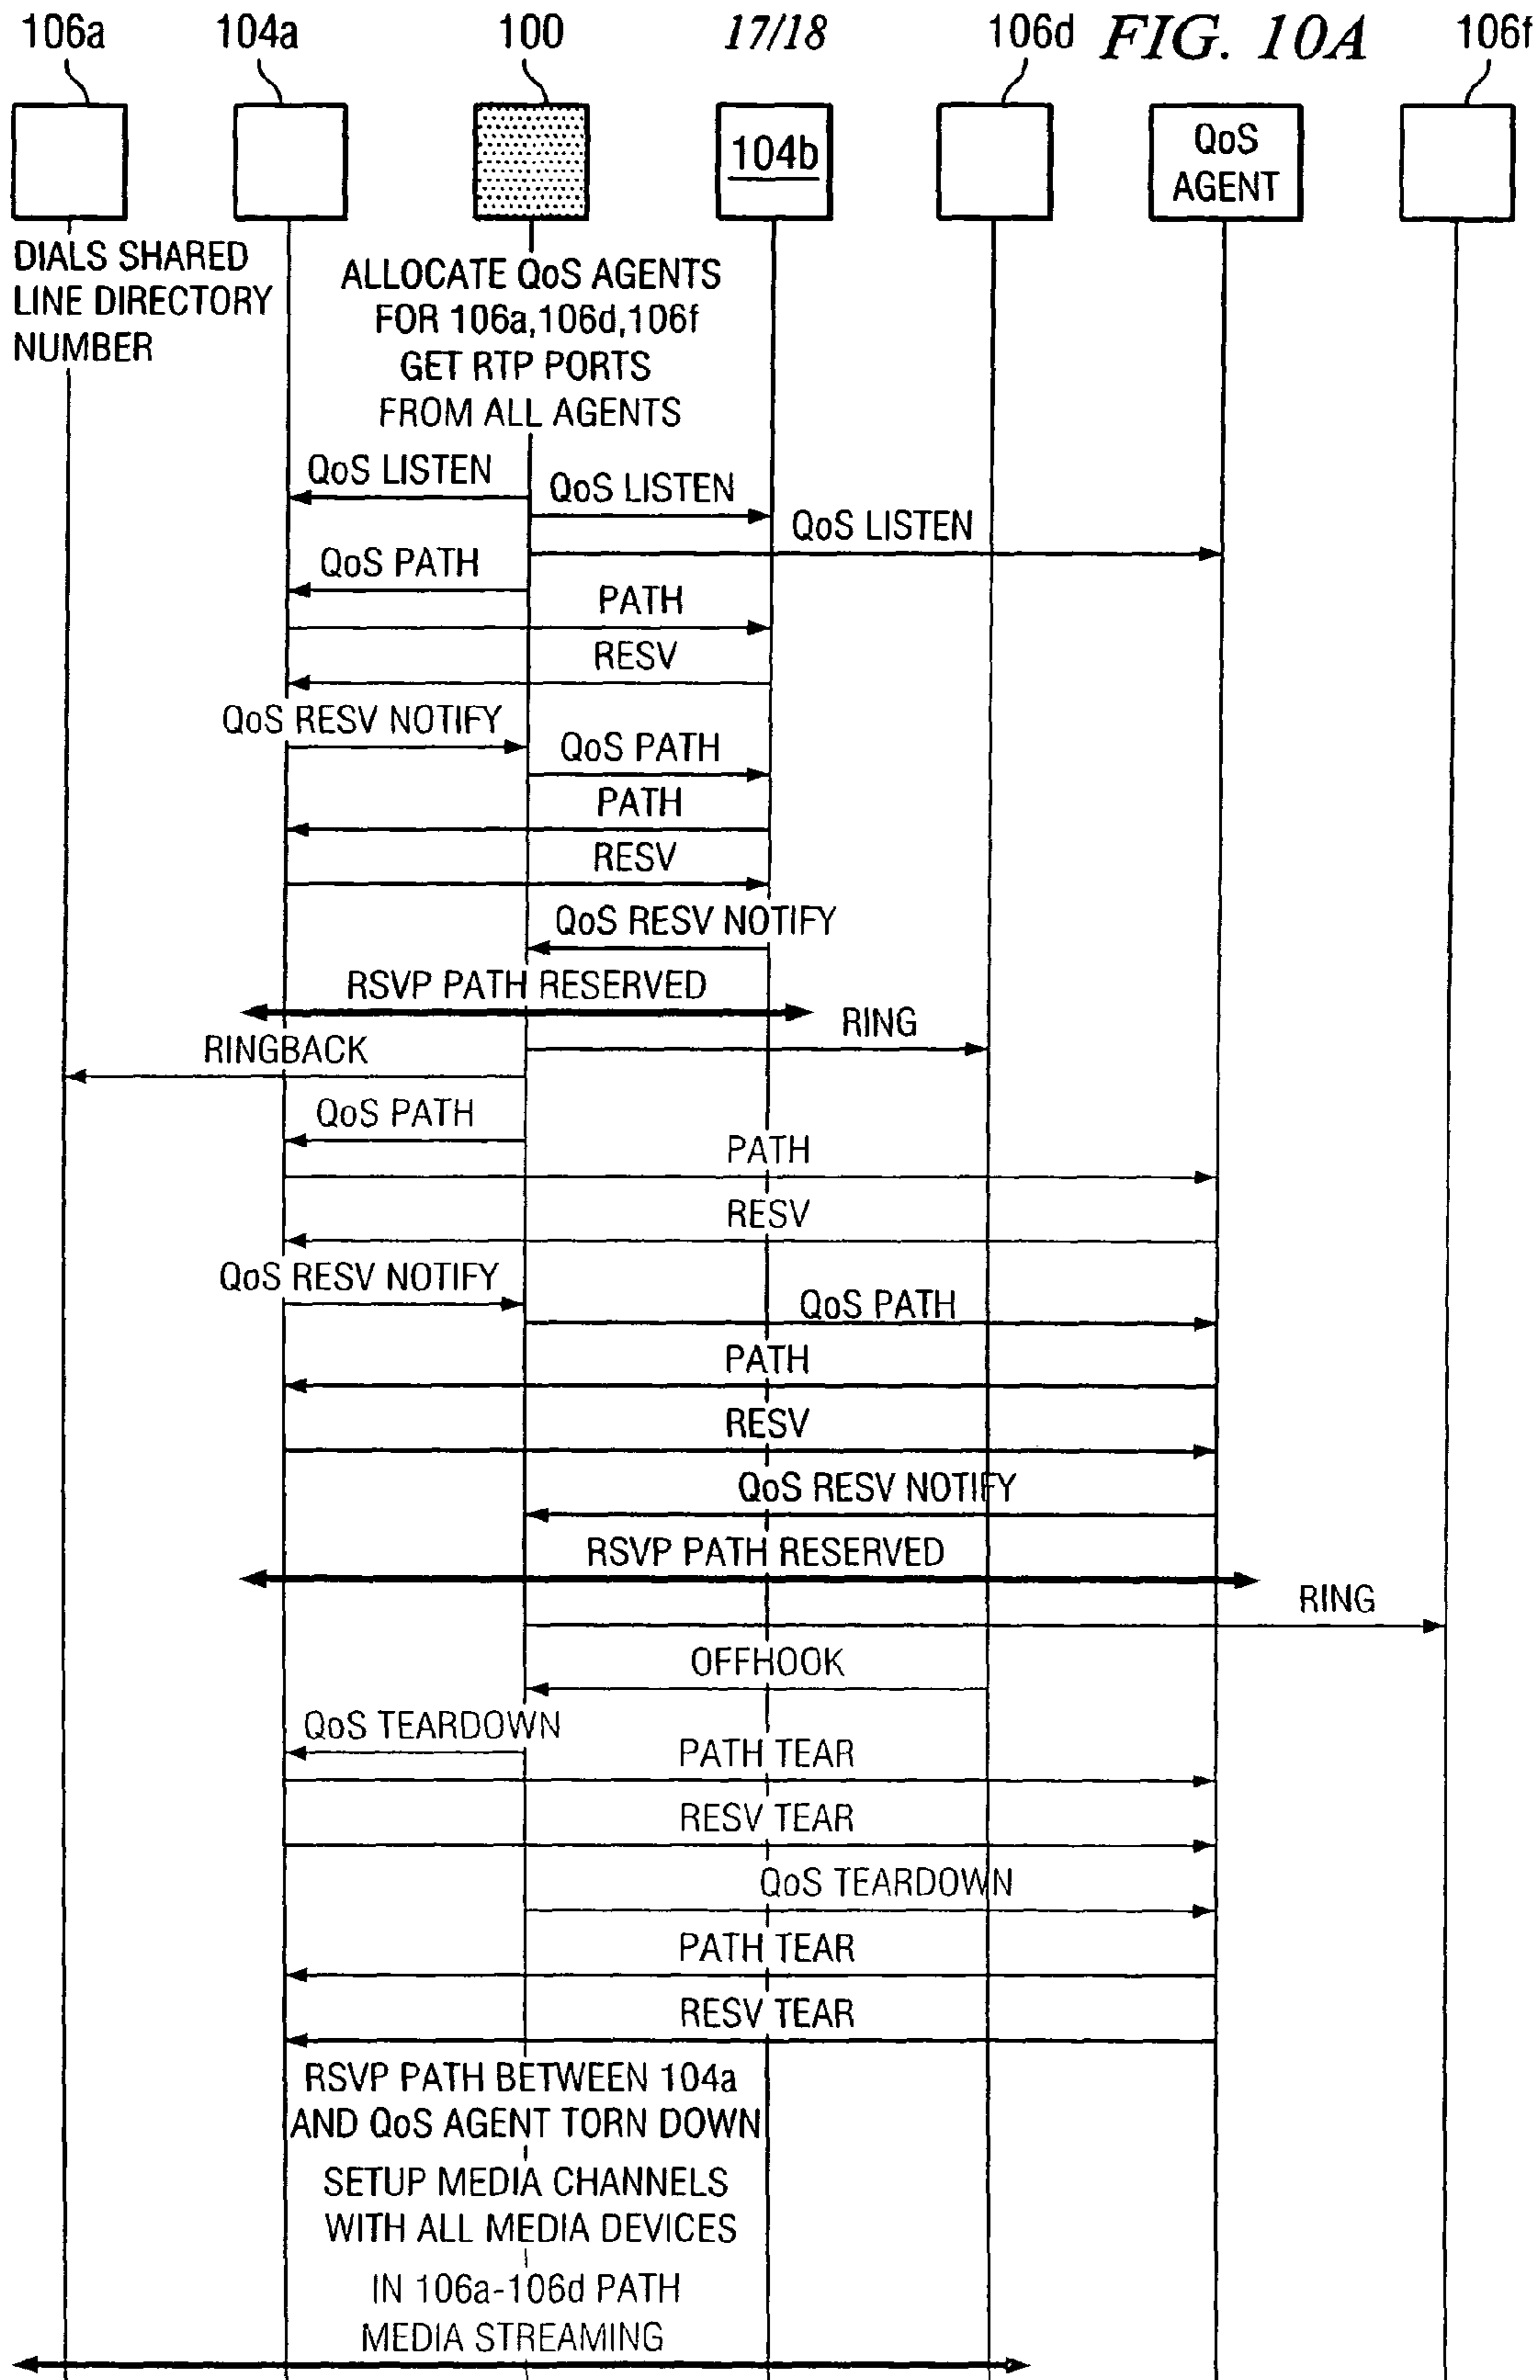 106a 104a 100 17/18 106d FIG. 10A 106f
104b
QoS
AGENT
DIALS SHARED
LINE DIRECTORY
NUMBER
ALLOCATE QoS AGENTS
FOR 106a,106d,106f
GET RTP PORTS
FROM ALL AGENTS
QoS LISTEN
QoS LISTEN
QoS LISTEN
QoS PATH
PATH
RESV
QoS RESV NOTIFY
QoS PATH
PATH
RESV
QoS RESV NOTIFY
RSVP PATH RESERVED
RING
RINGBACK
QoS PATH
PATH
RESV
QoS RESV NOTIFY
QoS PATH
PATH
RESV
QoS RESV NOTIFY
RSVP PATH RESERVED
RING
OFFHOOK
QoS TEARDOWN
PATH TEAR
RESV TEAR
QoS TEARDOWN
PATH TEAR
RESV TEAR
RSVP PATH BETWEEN 104a
AND QoS AGENT TORN DOWN
SETUP MEDIA CHANNELS
WITH ALL MEDIA DEVICES
IN 106a-106d PATH
MEDIA STREAMING